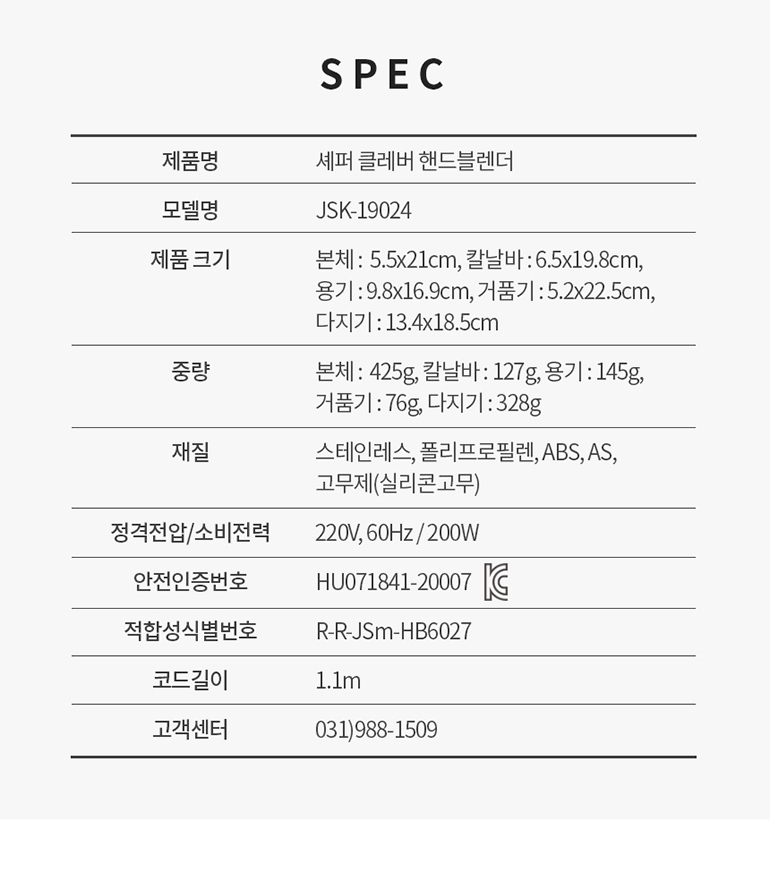 SPEC
제품명 셰퍼 클레버 핸드블렌더
모델명 JSK-19024
제품 크기 본체 : 5.5x21cm, 칼날바 : 6.5x19.8cm,
용기 : 9.8x16.9cm, 거품기 : 5.2x22.5cm,
다지기 : 13.4x18.5cm
중량 본체 : 425g, 칼날바 : 127g, 용기 : 145g,
거품기 : 76g, 다지기 : 328g
재질 스테인레스, 폴리프로필렌, ABS, AS,
고무제(실리콘고무)
정격전압/소비전력 220V, 60Hz / 200W
안전인증번호 HU071841-20007 KC
적합성식별번호 R-R-JSm-HB6027
코드길이 1.1m
고객센터 031)988-1509